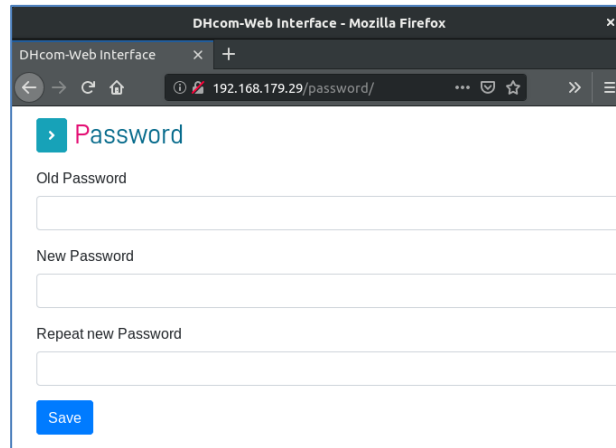 DHcom-Web Interface - Mozilla Firefox
DHcom-Web Interface
192.168.179.29/password/
Password
Old Password
New Password
Repeat new Password
Save